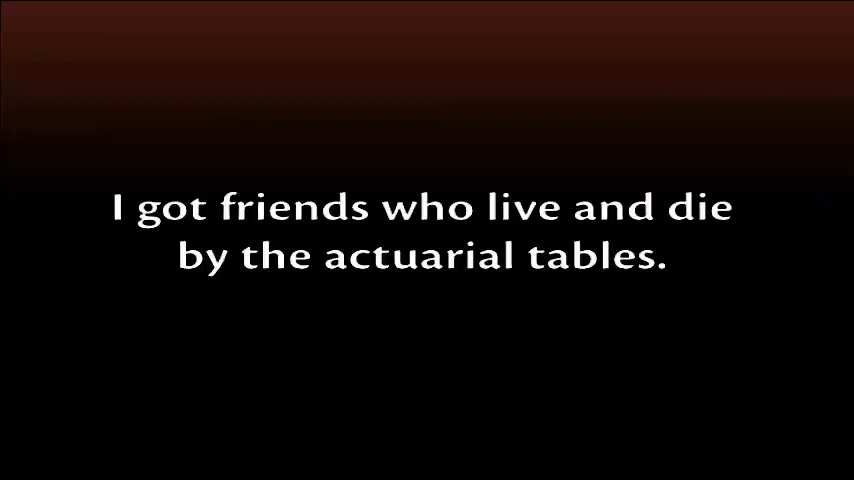 I got friends who live and die
by the actuarial tables.